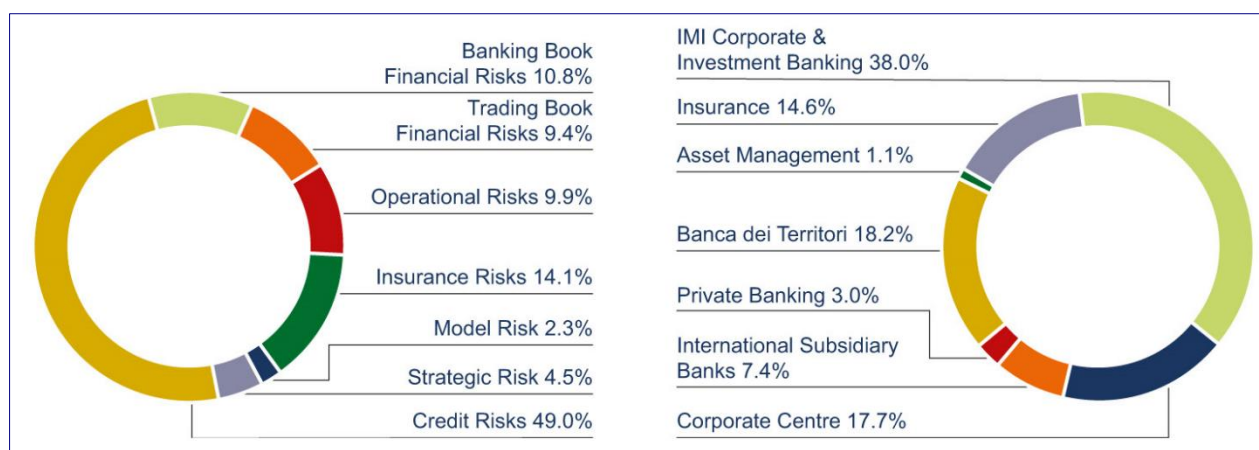 Banking Book
Financial Risks 10.8%
Trading Book
Financial Risks 9.4%
Operational Risks 9.9%
Insurance Risks 14.1%
Model Risk 2.3%
Strategic Risk 4.5%
Credit Risks 49.0%
IMI Corporate &
Investment Banking 38.0%
Insurance 14.6%
Asset Management 1.1%
Banca dei Territori 18.2%
Private Banking 3.0%
International Subsidiary
Banks 7.4%
Corporate Centre 17.7%